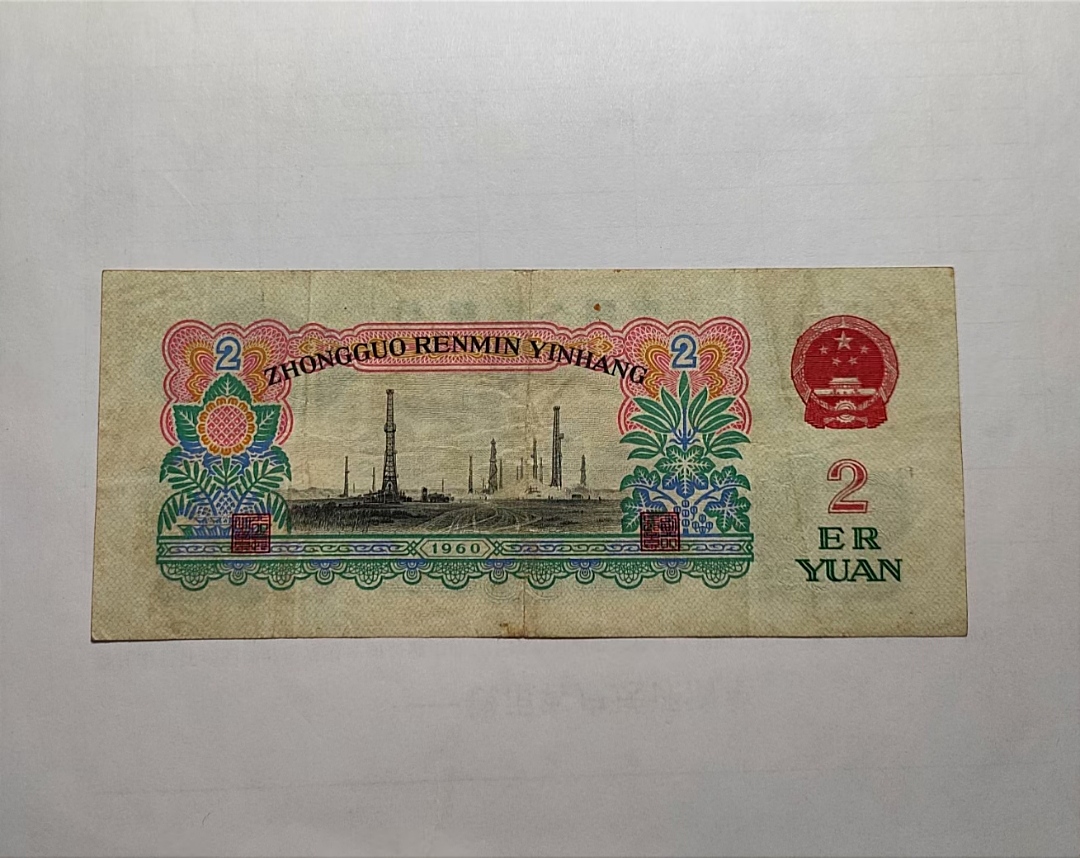 2
2
ZHONGGUO RENMIN YINHANG
1960
2
ER
YUAN